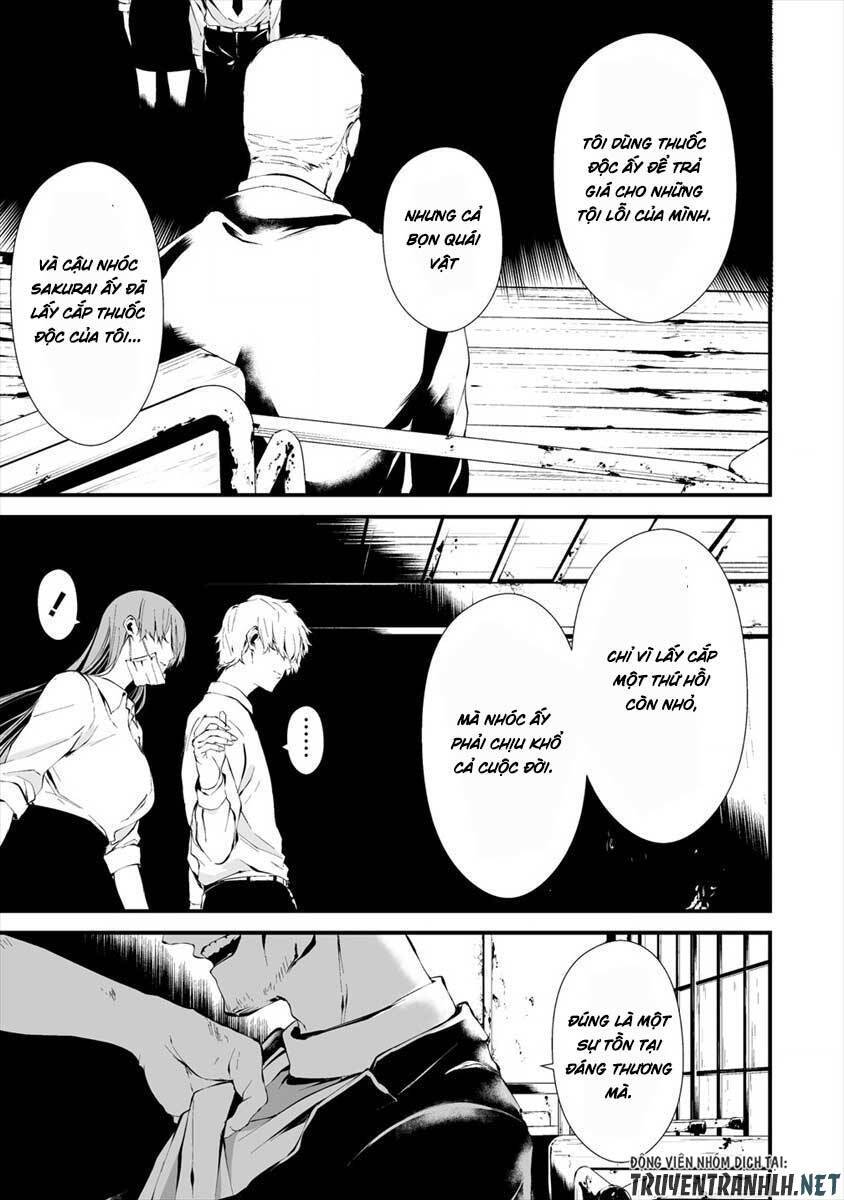 TÔI DÙNG THUỐC
ĐỘC ẤY ĐỂ TRẢ
GIÁ CHO NHỮNG
TỘI LỖI CỦA MÌNH.
NHƯNG CẢ
BỌN QUÁI
VẬT
VÀ CẬU NHÓC
SAKURAI ẤY ĐÃ
LẤY CẮP THUỐC
ĐỘC CỦA TÔI...
CHỈ VÌ LẤY CẮP
MỘT THỨ HỒI
CÒN NHỎ,
MÀ NHÓC ẤY
PHẢI CHỊU KHỔ
CẢ CUỘC ĐỜI.
.....
!
ĐÚNG LÀ MỘT
SỰ TỒN TẠI
ĐÁNG THƯƠNG
MÀ.
ĐỘNG VIÊN NHÓM DỊCH TẠI:
TRUYENTRANHLH.NET